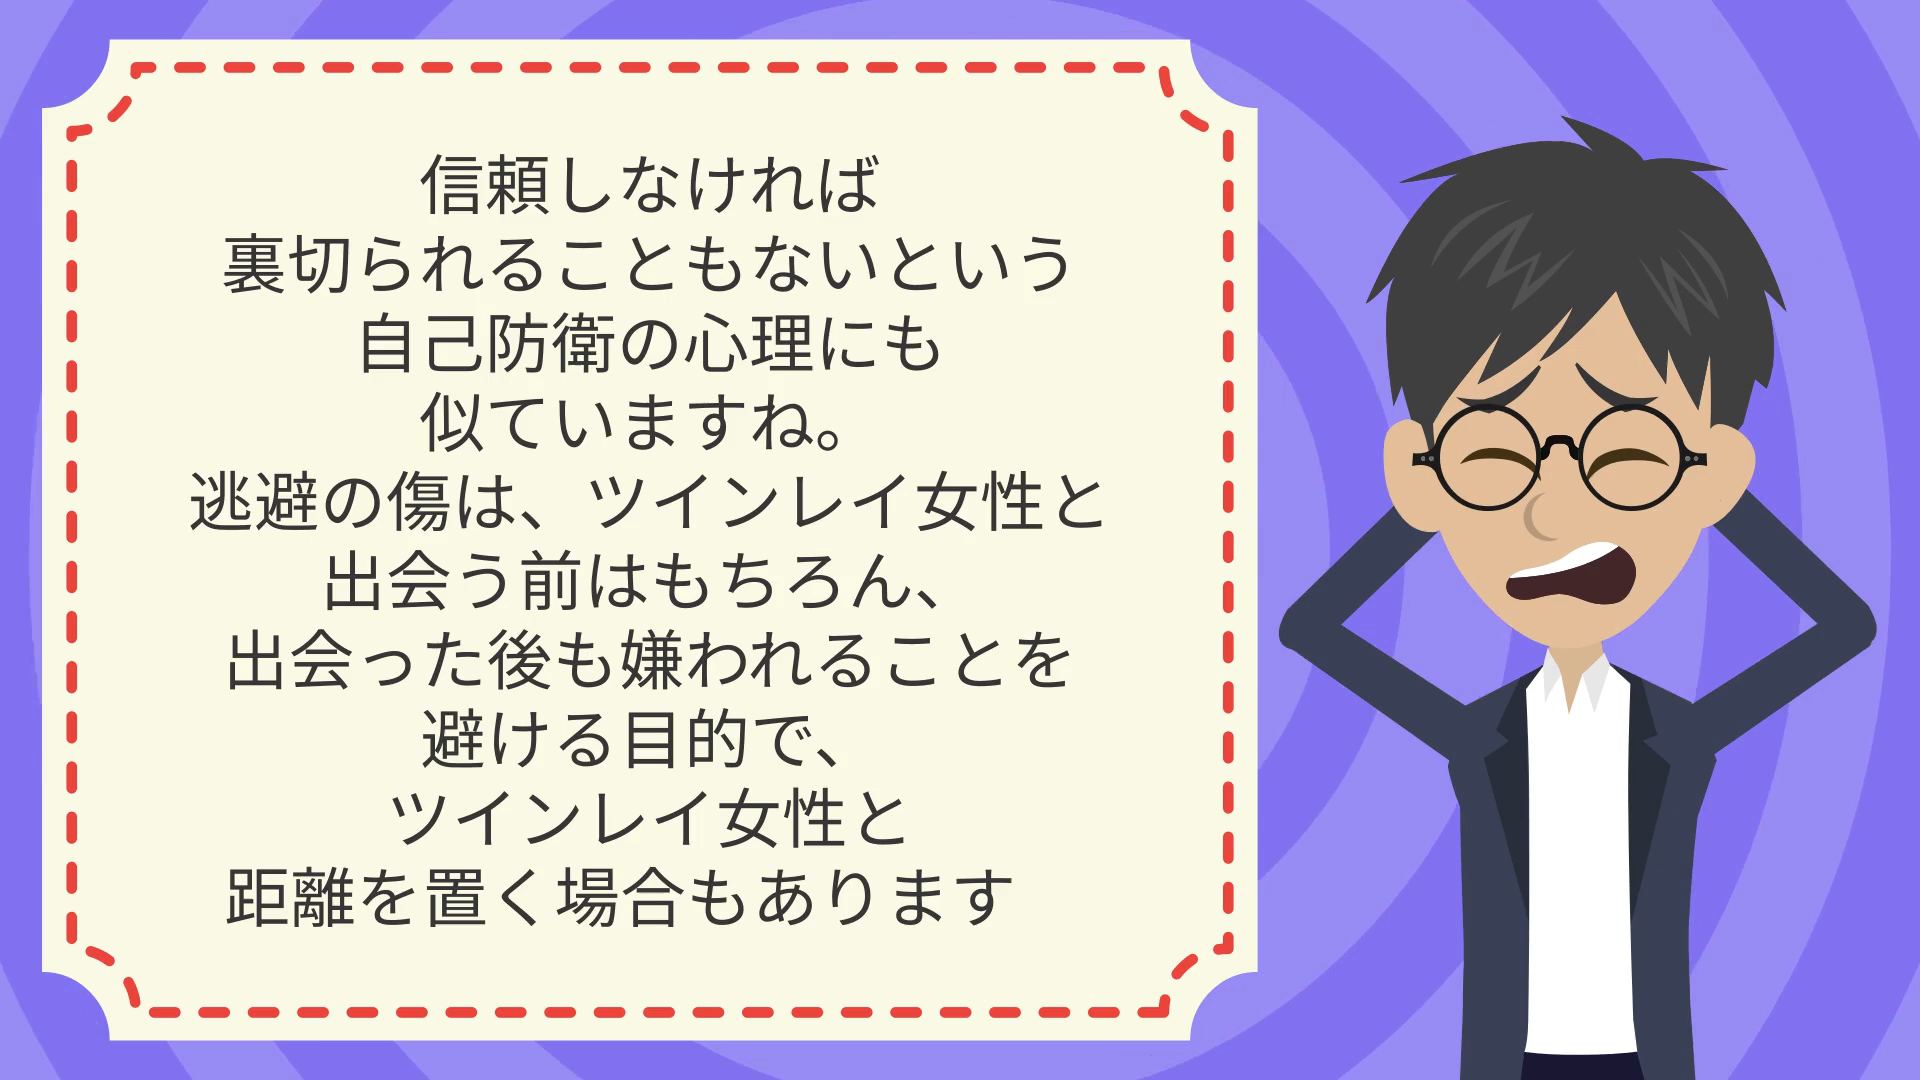 信頼しなければ
裏切られることもないという
自己防衛の心理にも
似ていますね。
逃避の傷は、ツインレイ女性と
出会う前はもちろん、
出会った後も嫌われることを
避ける目的で、
ツインレイ女性と
距離を置く場合もあります